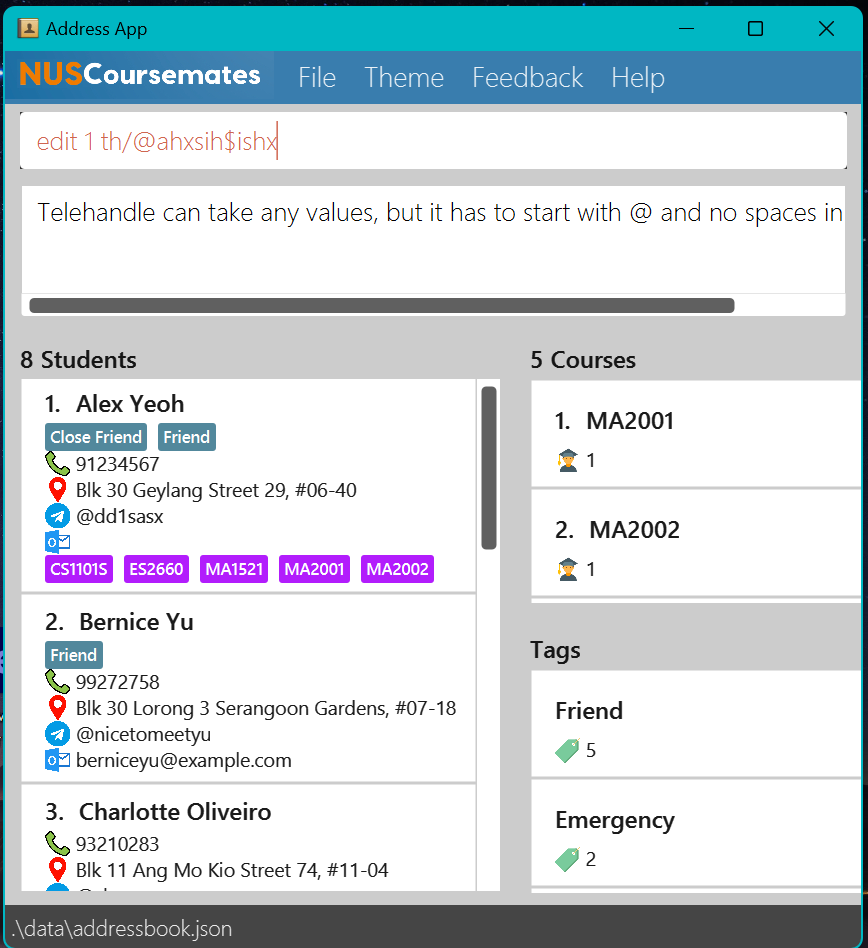 Address App
NUSCoursemates File Theme Feedback Help
edit 1 th/@ahxsih$ishx
Telehandle can take any values, but it has to start with @ and no spaces in
8 Students
1. Alex Yeoh
Close Friend Friend
91234567
Blk 30 Geylang Street 29, #06-40
@dd1sasx
CS1101S ES2660 MA1521 MA2001 MA2002
2. Bernice Yu
Friend
99272758
Blk 30 Lorong 3 Serangoon Gardens, #07-18
@nicetomeetyu
berniceyu@example.com
3. Charlotte Oliveiro
93210283
Blk 11 Ang Mo Kio Street 74, #11-04
5 Courses
1. MA2001
1
2. MA2002
1
Tags
Friend
5
Emergency
2
.\data\addressbook.json